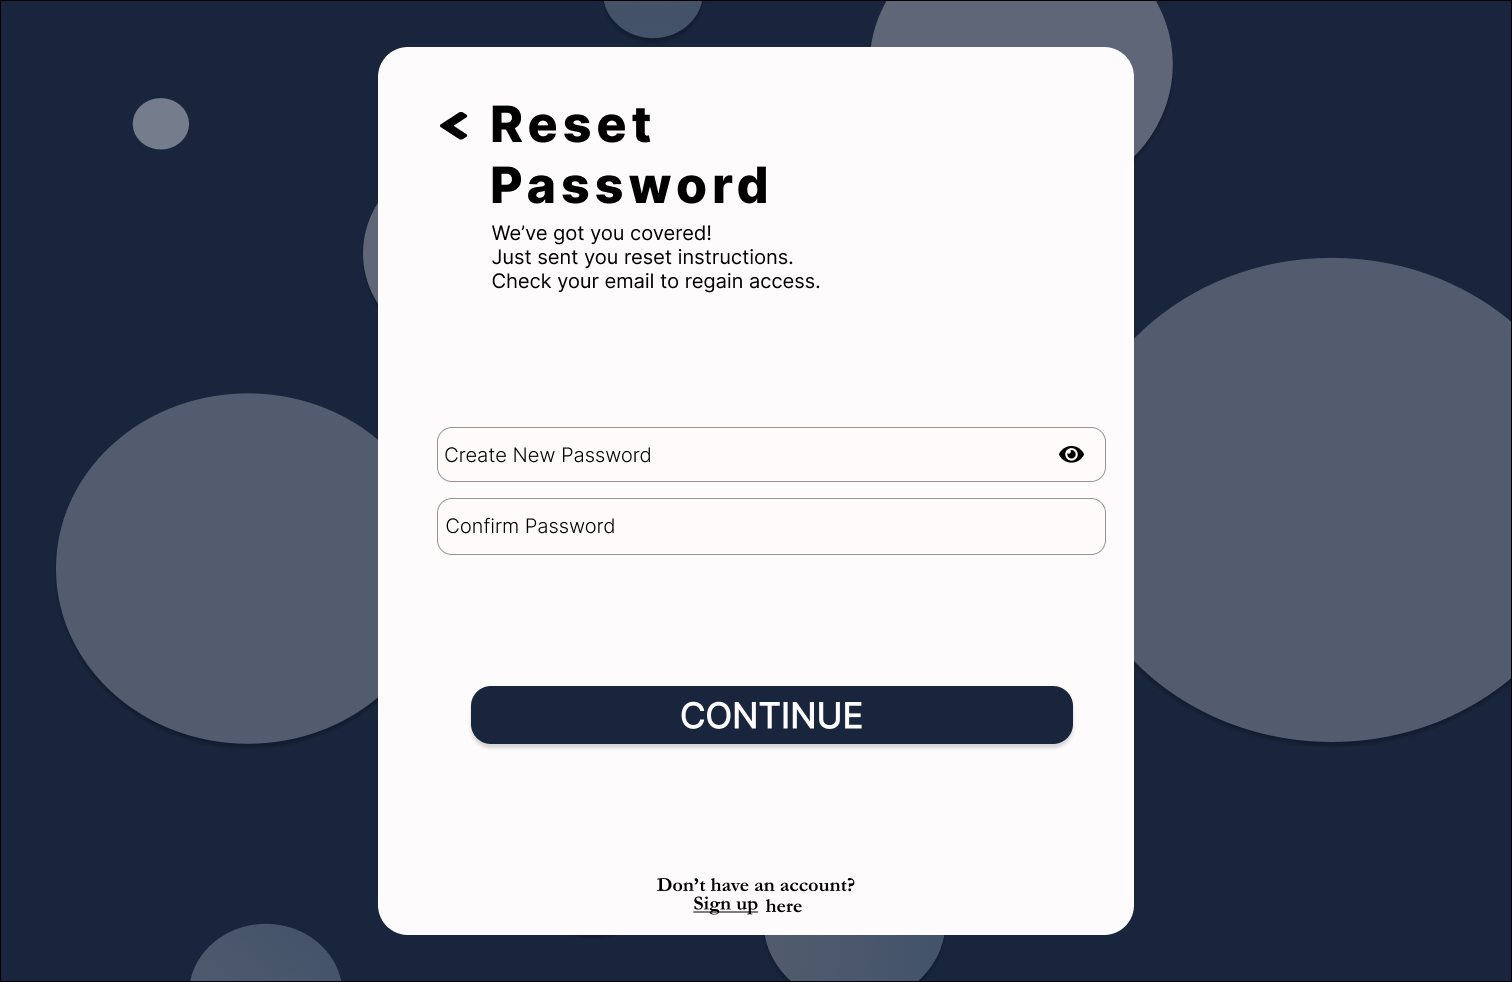 < Reset
Password
We’ve got you covered!
Just sent you reset instructions.
Check your email to regain access.
Create New Password
Confirm Password
CONTINUE
Don’t have an account?
Sign up here